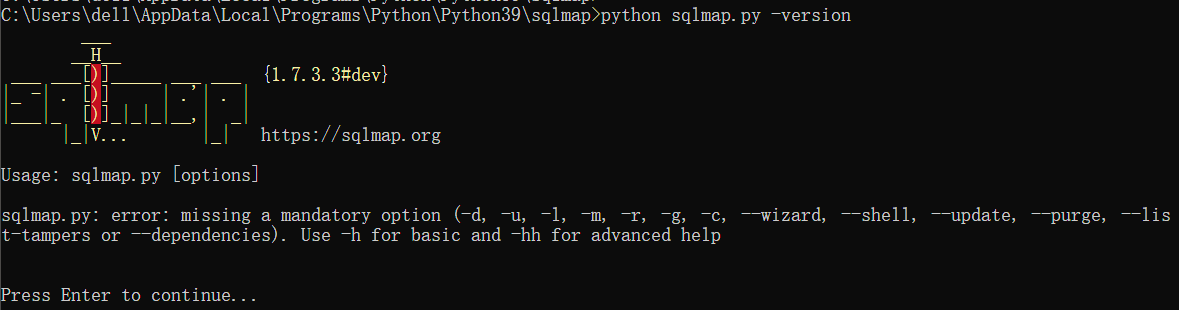 C:\Users\dell\AppData\Local\Programs\Python\Python39\sqlmap>python sqlmap.py -version
        ___
       __H__
 ___ ___[)]_____ ___ ___  {1.7.3.3#dev}
|_ -| . [)]     | .'| . |
|___|_  [)]_|_|_|__,|  _|
      |_|V...       |_|   https://sqlmap.org
Usage: sqlmap.py [options]
sqlmap.py: error: missing a mandatory option (-d, -u, -l, -m, -r, -g, -c, --wizard, --shell, --update, --purge, --lis
t-tampers or --dependencies). Use -h for basic and -hh for advanced help
Press Enter to continue...